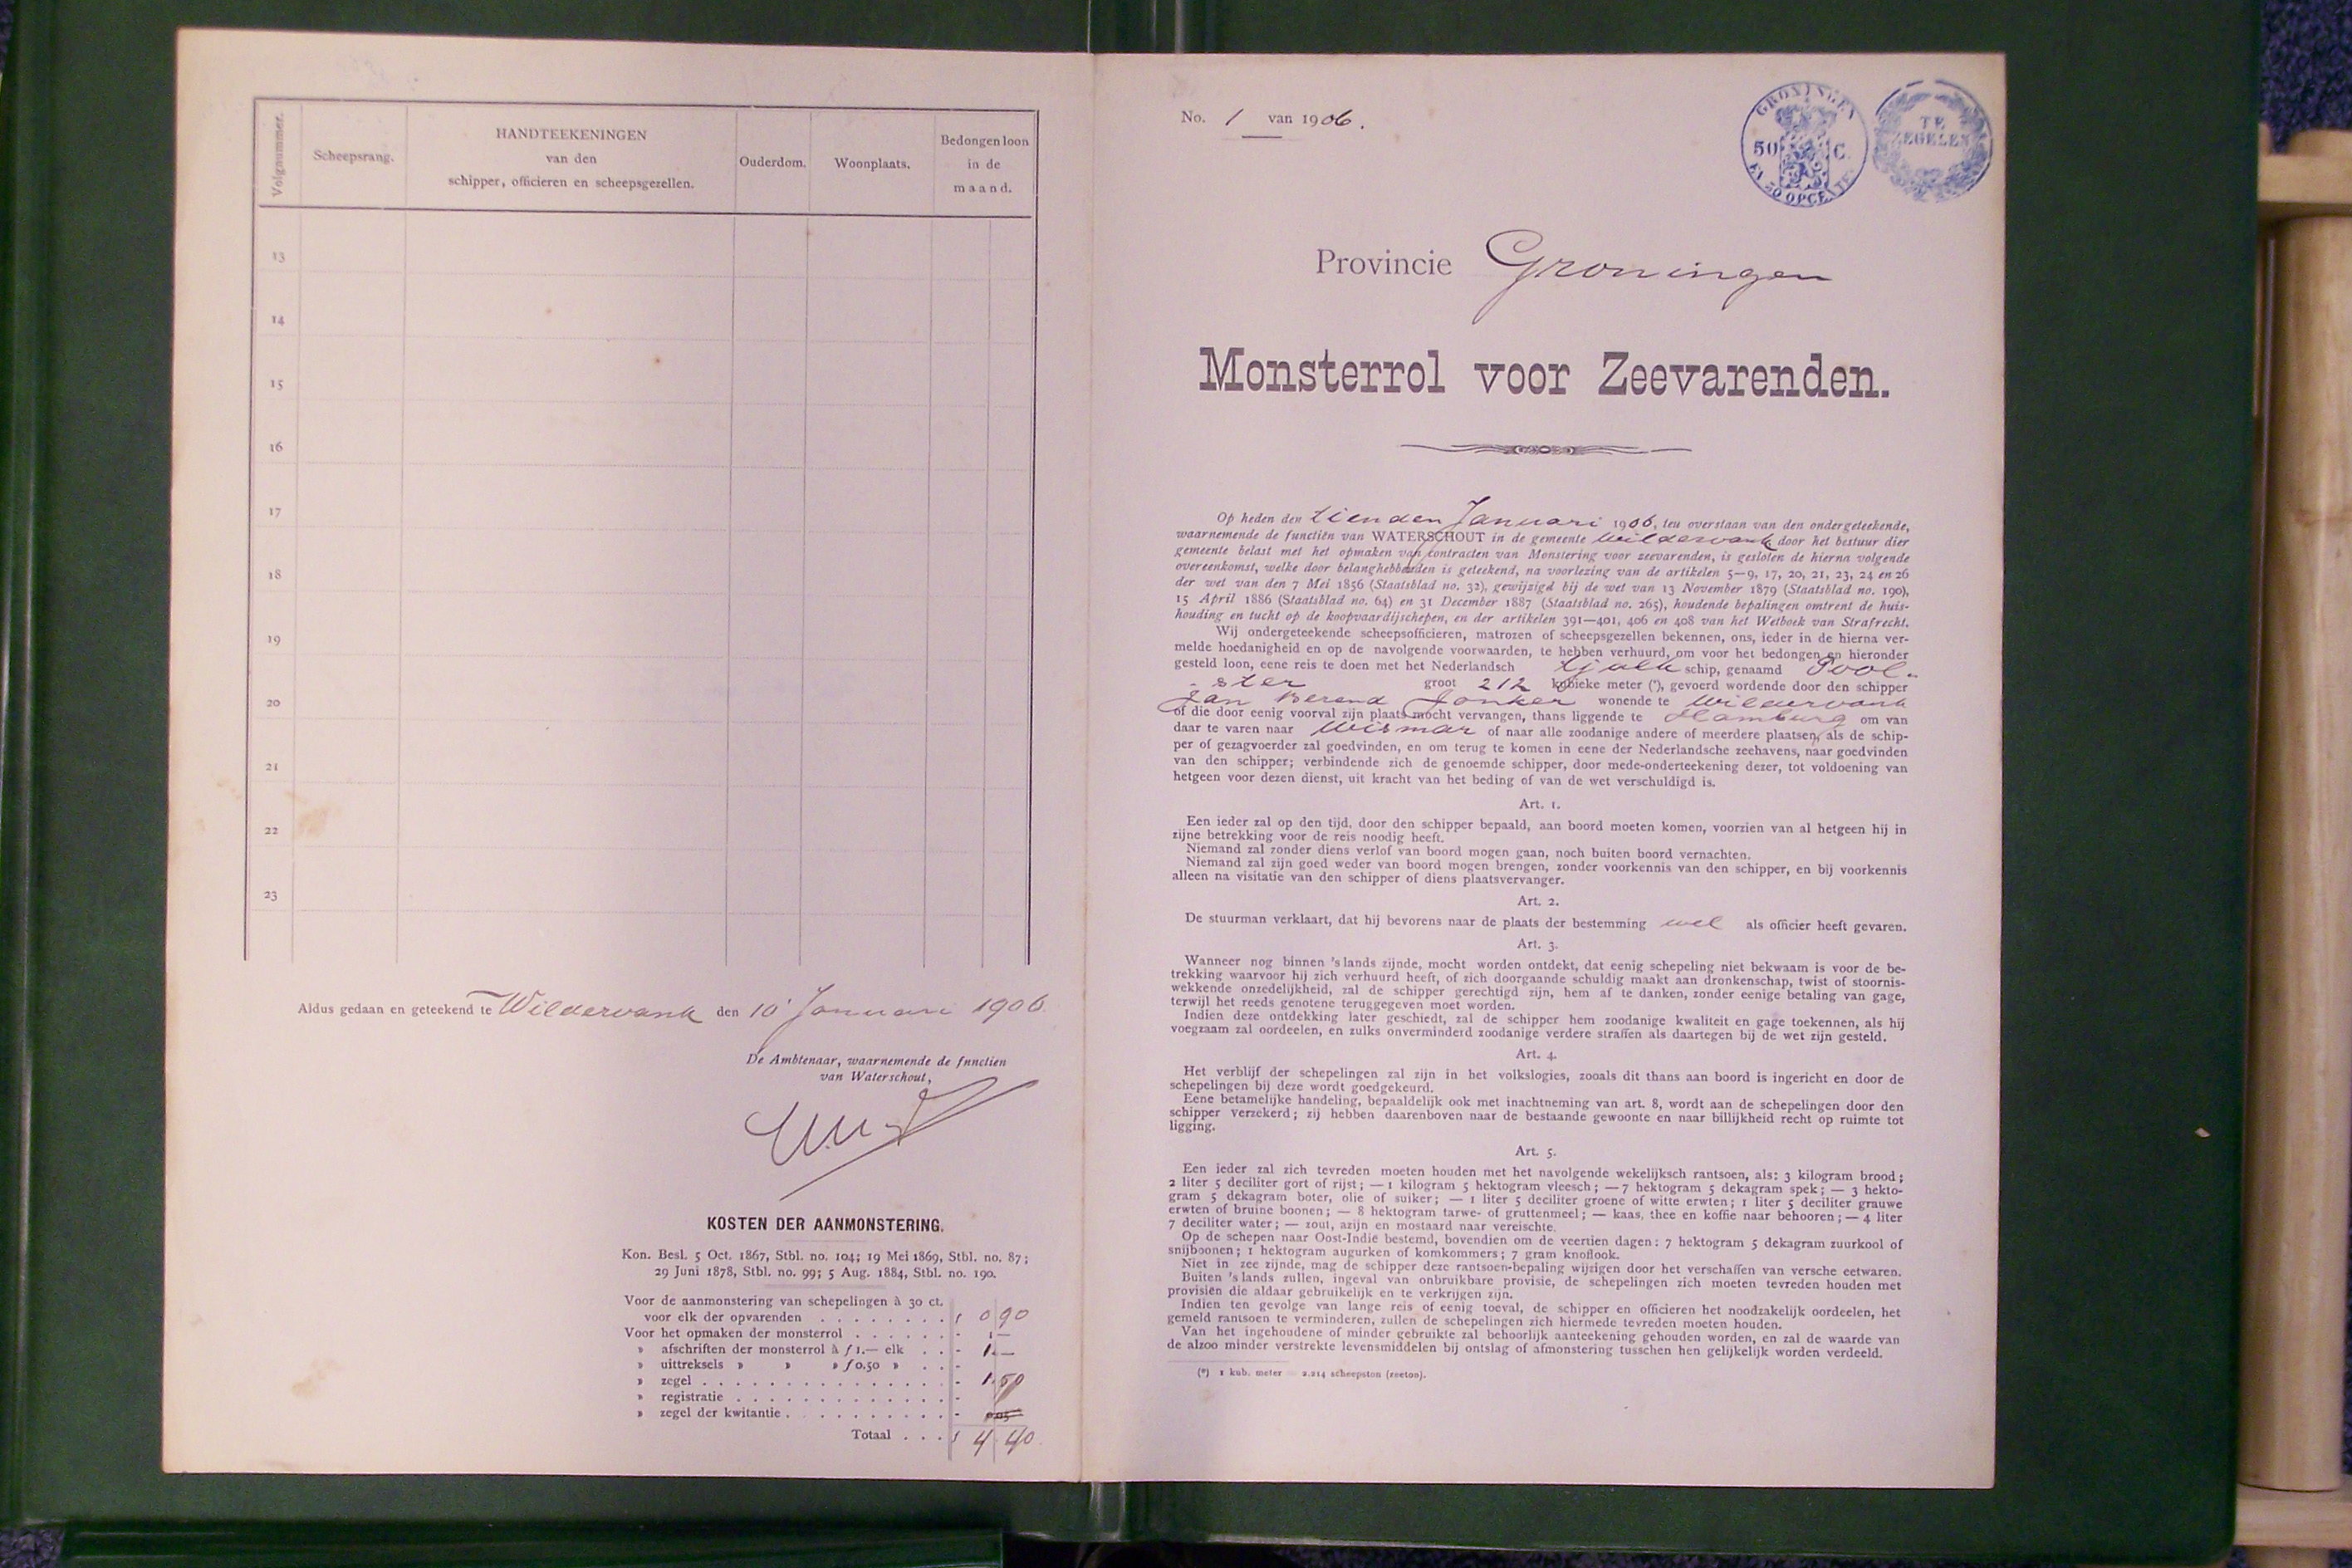 Volgnummer.
Scheepsrang.
HANDTEEKENINGEN
van den
schipper, officieren en scheepsgezellen.
Ouderdom.
Woonplaats.
Bedongen loon
in de
maand.
13
14
15
16
17
18
19
20
21
22
23
Aldus gedaan en geteekend te Wildervank den 10 Januari 1906
De Ambtenaar, waarnemende de fnnctien
van Waterschout,
KOSTEN DER AANMONSTERING.
Kon. Besl. 5 Oct. 1867, Stbl. no. 104; 19 Mei 1869, Stbl. no. 87;
29 Juni 1878, Stbl. no. 99; 5 Aug. 1884, Stbl. no. 190.
Voor de aanmonstering van schepelingen à 30 ct.
voor elk der opvarenden . . . . . . . . f 0 90
Voor het opmaken der monsterrol . . . . . . - 1 —
» afschriften der monsterrol à f 1.— elk . . - 1. —
» uittreksels » » » f 0,50 » . . -
» zegel . . . . . . . . . . . . . . . . - 1.50
» registratie . . . . . . . . . . . . . . -
» zegel der kwitantie . . . . . . . . . . -
Totaal . . . f 4 40
No. 1 van 1906.
GRONINGEN
50 C.
EN 50 OPCENTEN
TE
ZEGELEN
Provincie Groningen
Monsterrol voor Zeevarenden.
Op heden den tienden Januari 1906, ten overstaan van den ondergeteekende,
waarnemende de functiën van WATERSCHOUT in de gemeente Wildervank door het bestuur dier
gemeente belast met het opmaken van contracten van Monstering voor zeevarenden, is gesloten de hierna volgende
overeenkomst, welke door belanghebbenden is geteekend, na voorlezing van de artikelen 5—9, 17, 20, 21, 23, 24 en 26
der wet van den 7 Mei 1856 (Staatsblad no. 32), gewijzigd bij de wet van 13 November 1879 (Staatsblad no. 190),
15 April 1886 (Staatsblad no. 64) en 31 December 1887 (Staatsblad no. 265), houdende bepalingen omtrent de huis-
houding en tucht op de koopvaardijschepen, en der artikelen 391—401, 406 en 408 van het Wetboek van Strafrecht.
Wij ondergeteekende scheepsofficieren, matrozen of scheepsgezellen bekennen, ons, ieder in de hierna ver-
melde hoedanigheid en op de navolgende voorwaarden, te hebben verhuurd, om voor het bedongen en hieronder
gesteld loon, eene reis te doen met het Nederlandsch tjalk schip, genaamd Pool-
ster groot 212 kubieke meter (*), gevoerd wordende door den schipper
Jan Berend Jonker wonende te Wildervank
of die door eenig voorval zijn plaats mocht vervangen, thans liggende te Hamburg om van
daar te varen naar Wismar of naar alle zoodanige andere of meerdere plaatsen, als de schip-
per of gezagvoerder zal goedvinden, en om terug te komen in eene der Nederlandsche zeehavens, naar goedvinden
van den schipper; verbindende zich de genoemde schipper, door mede-onderteekening dezer, tot voldoening van
hetgeen voor dezen dienst, uit kracht van het beding of van de wet verschuldigd is.
Art. 1.
Een ieder zal op den tijd, door den schipper bepaald, aan boord moeten komen, voorzien van al hetgeen hij in
zijne betrekking voor de reis noodig heeft.
Niemand zal zonder diens verlof van boord mogen gaan, noch buiten boord vernachten.
Niemand zal zijn goed weder van boord mogen brengen, zonder voorkennis van den schipper, en bij voorkennis
alleen na visitatie van den schipper of diens plaatsvervanger.
Art. 2.
De stuurman verklaart, dat hij bevorens naar de plaats der bestemming wel als officier heeft gevaren.
Art. 3.
Wanneer nog binnen 's lands zijnde, mocht worden ontdekt, dat eenig schepeling niet bekwaam is voor de be-
trekking waarvoor hij zich verhuurd heeft, of zich doorgaande schuldig maakt aan dronkenschap, twist of stoornis-
wekkende onzedelijkheid, zal de schipper gerechtigd zijn, hem af te danken, zonder eenige betaling van gage,
terwijl het reeds genotene teruggegeven moet worden.
Indien deze ontdekking later geschiedt, zal de schipper hem zoodanige kwaliteit en gage toekennen, als hij
voegzaam zal oordeelen, en zulks onverminderd zoodanige verdere straffen als daartegen bij de wet zijn gesteld.
Art. 4.
Het verblijf der schepelingen zal zijn in het volkslogies, zooals dit thans aan boord is ingericht en door de
schepelingen bij deze wordt goedgekeurd.
Eene betamelijke handeling, bepaaldelijk ook met inachtneming van art. 8, wordt aan de schepelingen door den
schipper verzekerd; zij hebben daarenboven naar de bestaande gewoonte en naar billijkheid recht op ruimte tot
ligging.
Art. 5.
Een ieder zal zich tevreden moeten houden met het navolgende wekelijksch rantsoen, als: 3 kilogram brood;
2 liter 5 deciliter gort of rijst; — 1 kilogram 5 hektogram vleesch; — 7 hektogram 5 dekagram spek; — 3 hekto-
gram 5 dekagram boter, olie of suiker; — 1 liter 5 deciliter groene of witte erwten; 1 liter 5 deciliter grauwe
erwten of bruine boonen; — 8 hektogram tarwe- of gruttenmeel; — kaas, thee en koffie naar behooren; — 4 liter
7 deciliter water; — zout, azijn en mostaard naar vereischte.
Op de schepen naar Oost-Indië bestemd, bovendien om de veertien dagen: 7 hektogram 5 dekagram zuurkool of
snijboonen; 1 hektogram augurken of komkommers; 7 gram knoflook.
Niet in zee zijnde, mag de schipper deze rantsoen-bepaling wijzigen door het verschaffen van versche eetwaren.
Buiten 's lands zullen, ingeval van onbruikbare provisie, de schepelingen zich moeten tevreden houden met
provisiën die aldaar gebruikelijk en te verkrijgen zijn.
Indien ten gevolge van lange reis of eenig toeval, de schipper en officieren het noodzakelijk oordeelen, het
gemeld rantsoen te verminderen, zullen de schepelingen zich hiermede tevreden moeten houden.
Van het ingehoudene of minder gebruikte zal behoorlijk aanteekening gehouden worden, en zal de waarde van
de alzoo minder verstrekte levensmiddelen bij ontslag of afmonstering tusschen hen gelijkelijk worden verdeeld.
(*) 1 kub. meter = 2.214 scheepston (zeeton).